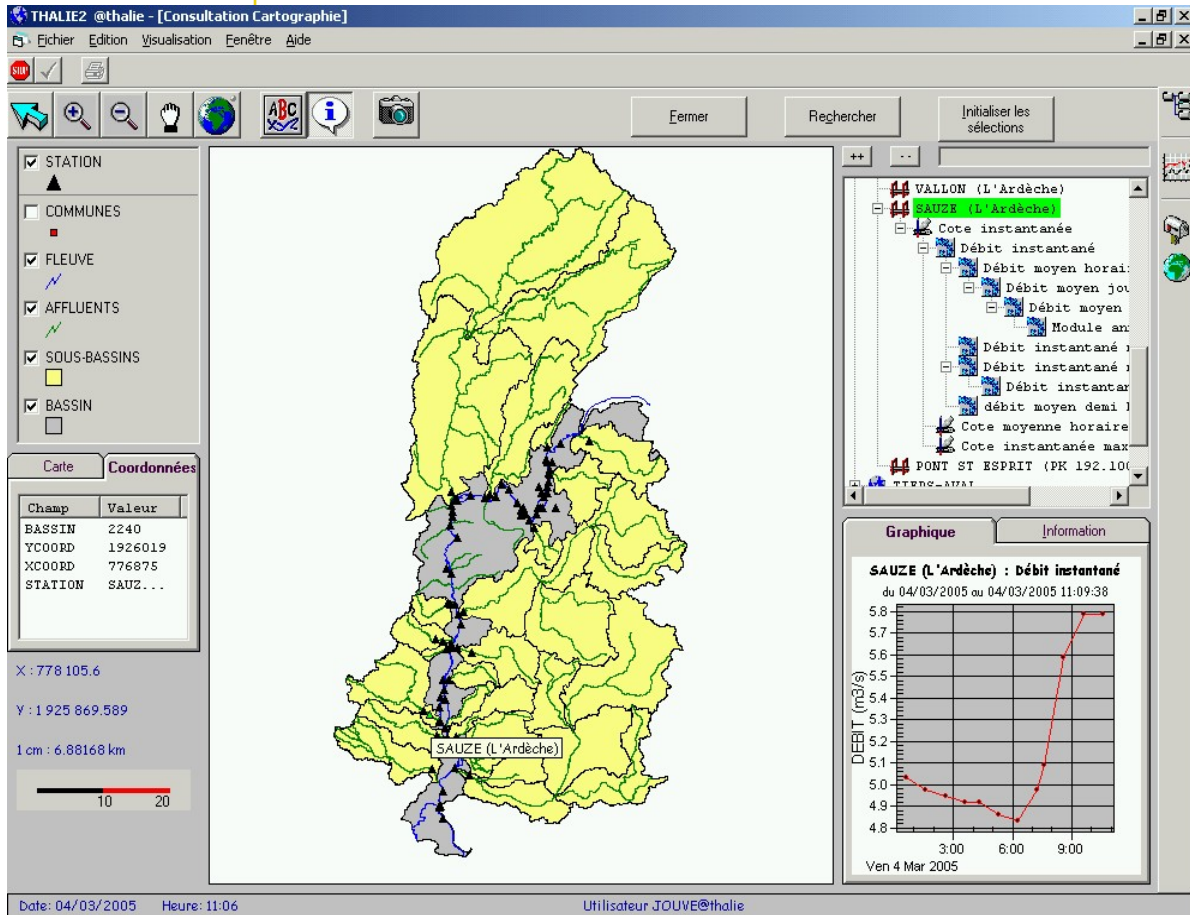 THALIE2 @thalie - [Consultation Cartographie]
Fichier Edition Visualisation Fenêtre Aide
STOP
ABC
XYZ
Fermer
Rechercher
Initialiser les
sélections
STATION
COMMUNES
FLEUVE
AFFLUENTS
SOUS-BASSINS
BASSIN
Carte
Coordonnées
Champ Valeur
BASSIN 2240
YCOORD 1926019
XCOORD 776875
STATION SAUZ...
X : 778 105.6
Y : 1 925 869.589
1 cm : 6.88168 km
10 20
SAUZE (L'Ardèche)
++ --
VALLON (L'Ardèche)
SAUZE (L'Ardèche)
Cote instantanée
Débit instantané
Débit moyen horai
Débit moyen jou
Débit moyen
Module an
Débit instantané
Débit instantané
Débit instantan
débit moyen demi
Cote moyenne horaire
Cote instantanée max
PONT ST ESPRIT (PK 192.100
Graphique
Information
SAUZE (L'Ardèche) : Débit instantané
du 04/03/2005 au 04/03/2005 11:09:38
DEBIT (m3/s)
5.8
5.7
5.6
5.5
5.4
5.3
5.2
5.1
5.0
4.9
4.8
3:00 6:00 9:00
Ven 4 Mar 2005
Date: 04/03/2005 Heure: 11:06
Utilisateur JOUVE@thalie